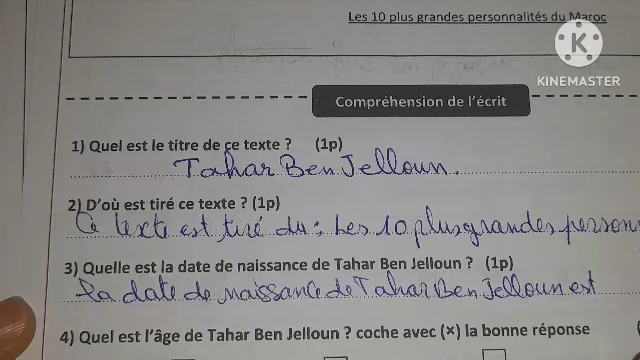 Les 10 plus grandes personnalités du Maroc
KINEMASTER
Compréhension de l'écrit
1) Quel est le titre de ce texte ? (1p)
Tahar Ben Jelloun.
2) D'où est tiré ce texte ? (1p)
Ce texte est tiré du : Les 10 plus grandes person
3) Quelle est la date de naissance de Tahar Ben Jelloun ? (1p)
la date de naissance de Tahar Ben Jelloun est
4) Quel est l'âge de Tahar Ben Jelloun ? coche avec (×) la bonne réponse